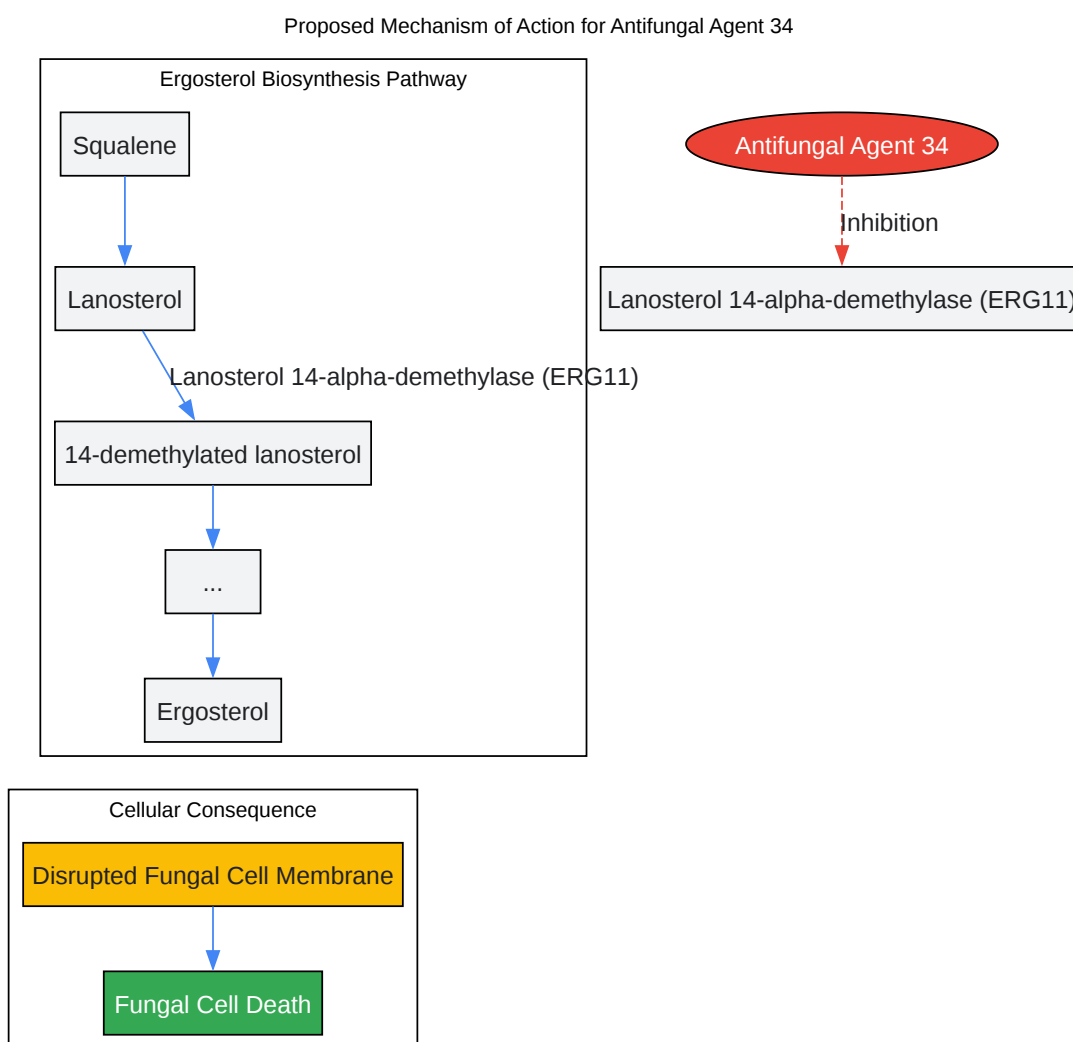 Proposed Mechanism of Action for Antifungal Agent 34
Ergosterol Biosynthesis Pathway
Squalene
Antifungal Agent 34
Inhibition
Lanosterol
Lanosterol 14-alpha-demethylase (ERG11)
Lanosterol 14-alpha-demethylase (ERG11)
14-demethylated lanosterol
...
Ergosterol
Cellular Consequence
Disrupted Fungal Cell Membrane
Fungal Cell Death